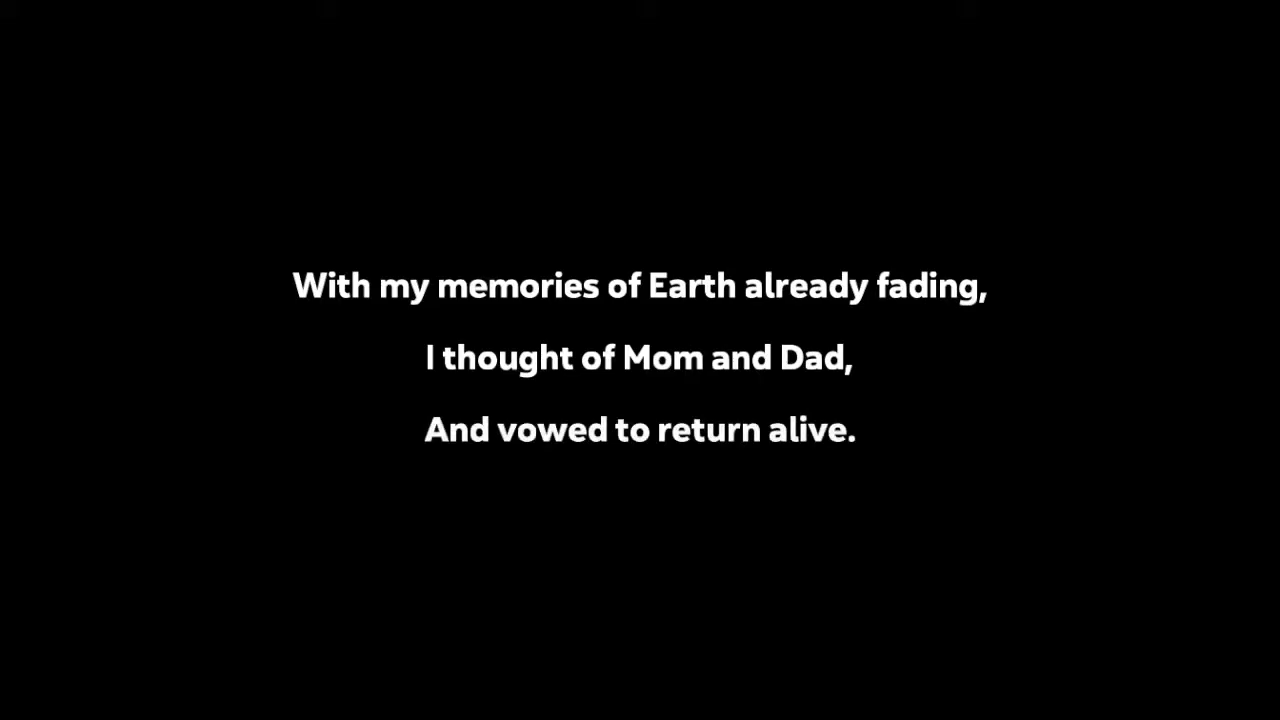 With my memories of Earth already fading,
I thought of Mom and Dad,
And vowed to return alive.